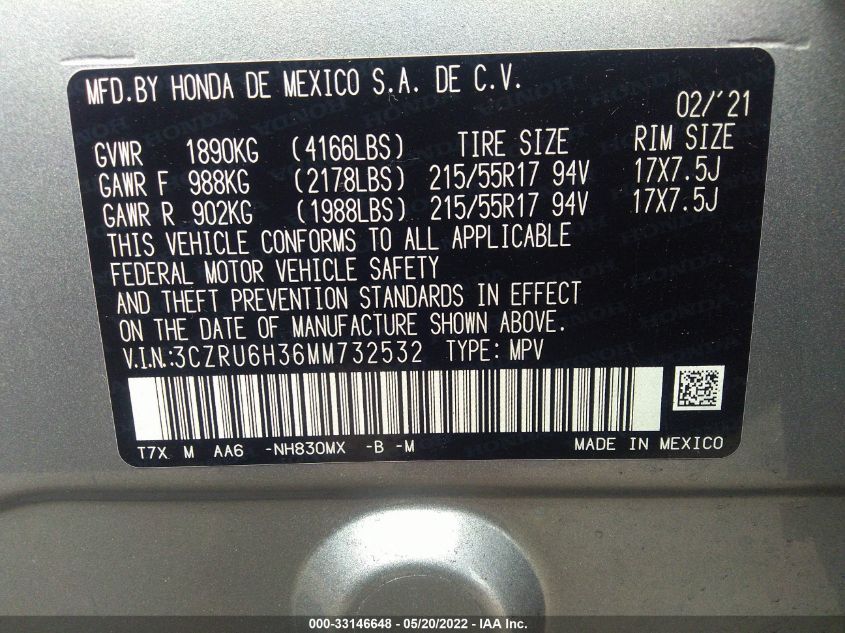 MFD.BY HONDA DE MEXICO S.A. DE C.V.
02/'21
GVWR 1890KG (4166LBS) TIRE SIZE RIM SIZE
GAWR F 988KG (2178LBS) 215/55R17 94V 17X7.5J
GAWR R 902KG (1988LBS) 215/55R17 94V 17X7.5J
THIS VEHICLE CONFORMS TO ALL APPLICABLE
FEDERAL MOTOR VEHICLE SAFETY
AND THEFT PREVENTION STANDARDS IN EFFECT
ON THE DATE OF MANUFACTURE SHOWN ABOVE.
V.I.N.:3CZRU6H36MM732532 TYPE: MPV
T7X M AA6 -NH830MX -B -M MADE IN MEXICO
000-33146648 - 05/20/2022 - IAA Inc.